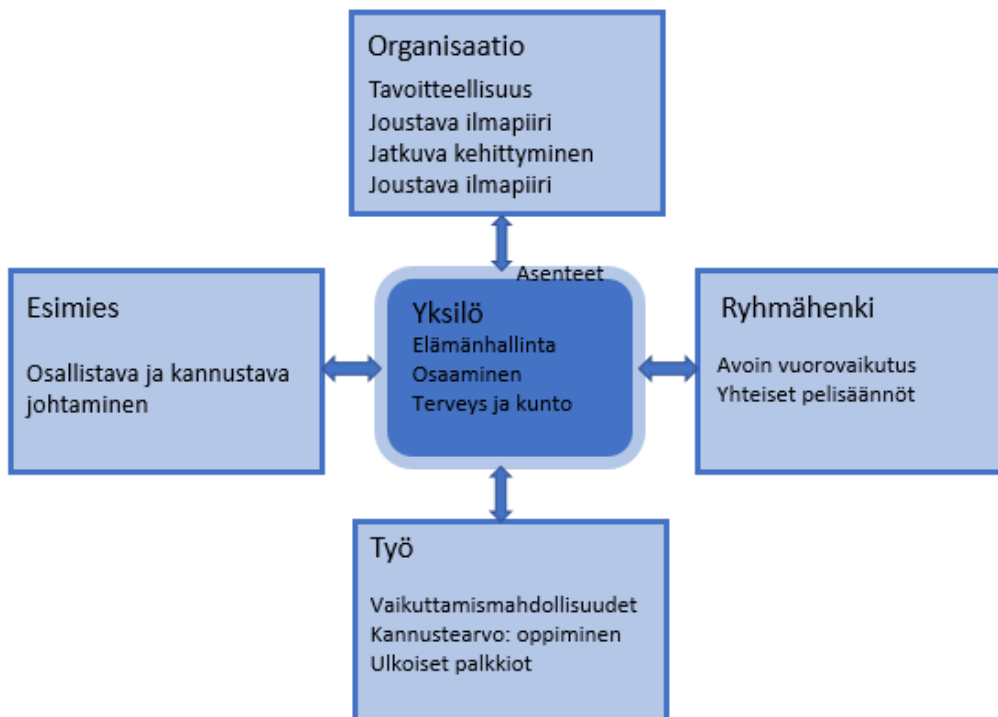 Organisaatio
Tavoitteellisuus
Joustava ilmapiiri
Jatkuva kehittyminen
Joustava ilmapiiri
Esimies
Osallistava ja kannustava
johtaminen
Asenteet
Yksilö
Elämänhallinta
Osaaminen
Terveys ja kunto
Ryhmähenki
Avoin vuorovaikutus
Yhteiset pelisäännöt
Työ
Vaikuttamismahdollisuudet
Kannustearvo: oppiminen
Ulkoiset palkkiot